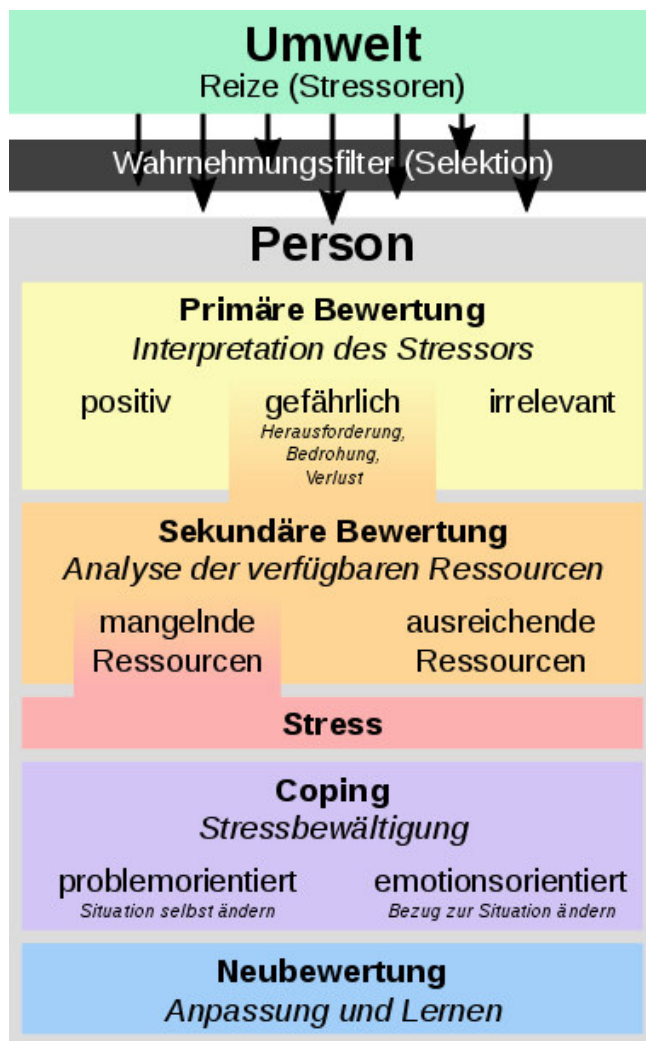 Umwelt
Reize (Stressoren)
Wahrnehmungsfilter (Selektion)
Person
Primäre Bewertung
Interpretation des Stressors
positiv
gefährlich
irrelevant
Herausforderung,
Bedrohung,
Verlust
Sekundäre Bewertung
Analyse der verfügbaren Ressourcen
mangelnde
Ressourcen
ausreichende
Ressourcen
Stress
Coping
Stressbewältigung
problemorientiert
Situation selbst ändern
emotionsorientiert
Bezug zur Situation ändern
Neubewertung
Anpassung und Lernen